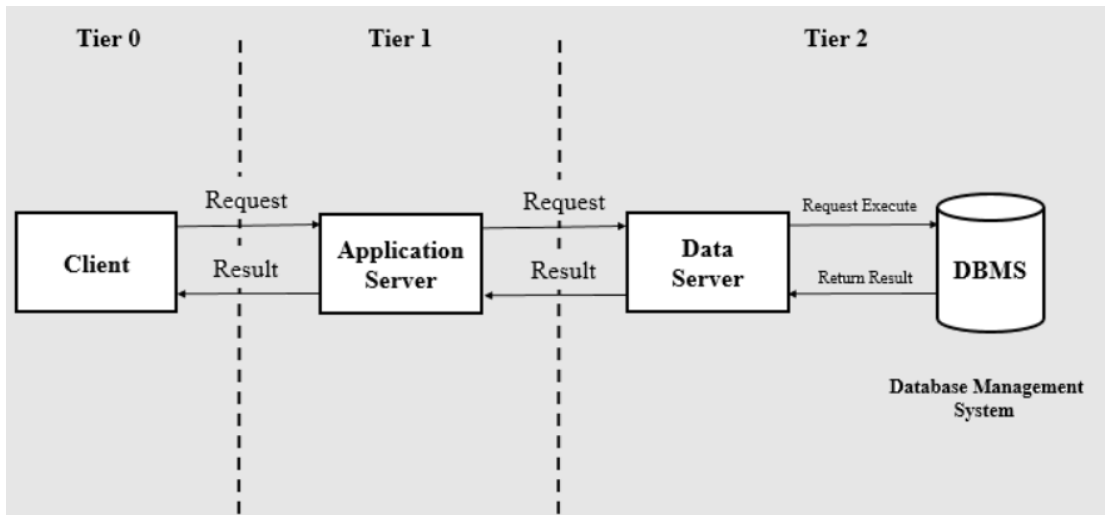 Tier 0
Tier 1
Tier 2
Request
Request
Request Execute
Client
Application
Server
Data
Server
DBMS
Result
Result
Return Result
Database Management
System